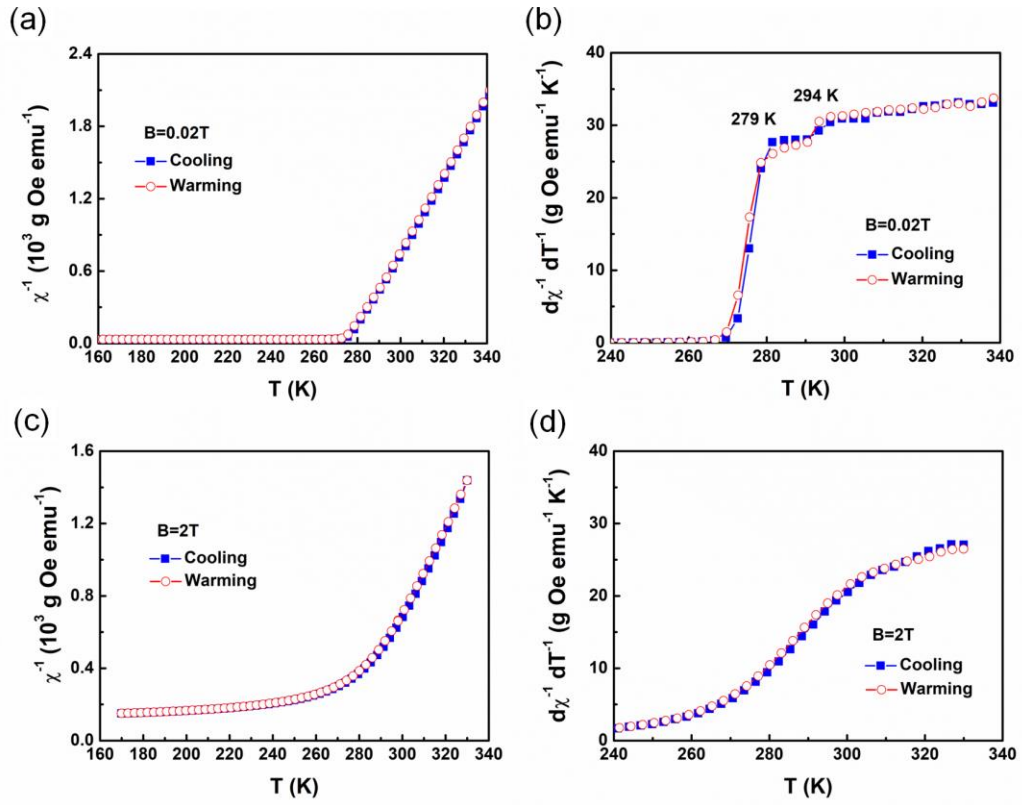 (a)
2.4
1.8
1.2
0.6
0.0
χ⁻¹ (10³ g Oe emu⁻¹)
B=0.02T
Cooling
Warming
160 180 200 220 240 260 280 300 320 340
T (K)
(b)
40
30
20
10
0
dχ⁻¹ dT⁻¹ (g Oe emu⁻¹ K⁻¹)
294 K
279 K
B=0.02T
Cooling
Warming
240 260 280 300 320 340
T (K)
(c)
1.6
1.2
0.8
0.4
0.0
χ⁻¹ (10³ g Oe emu⁻¹)
B=2T
Cooling
Warming
160 180 200 220 240 260 280 300 320 340
T (K)
(d)
40
30
20
10
0
dχ⁻¹ dT⁻¹ (g Oe emu⁻¹ K⁻¹)
B=2T
Cooling
Warming
240 260 280 300 320 340
T (K)